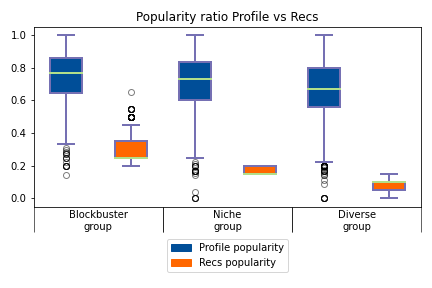 Popularity ratio Profile vs Recs
1.0
0.8
0.6
0.4
0.2
0.0
Blockbuster
group
Niche
group
Diverse
group
Profile popularity
Recs popularity